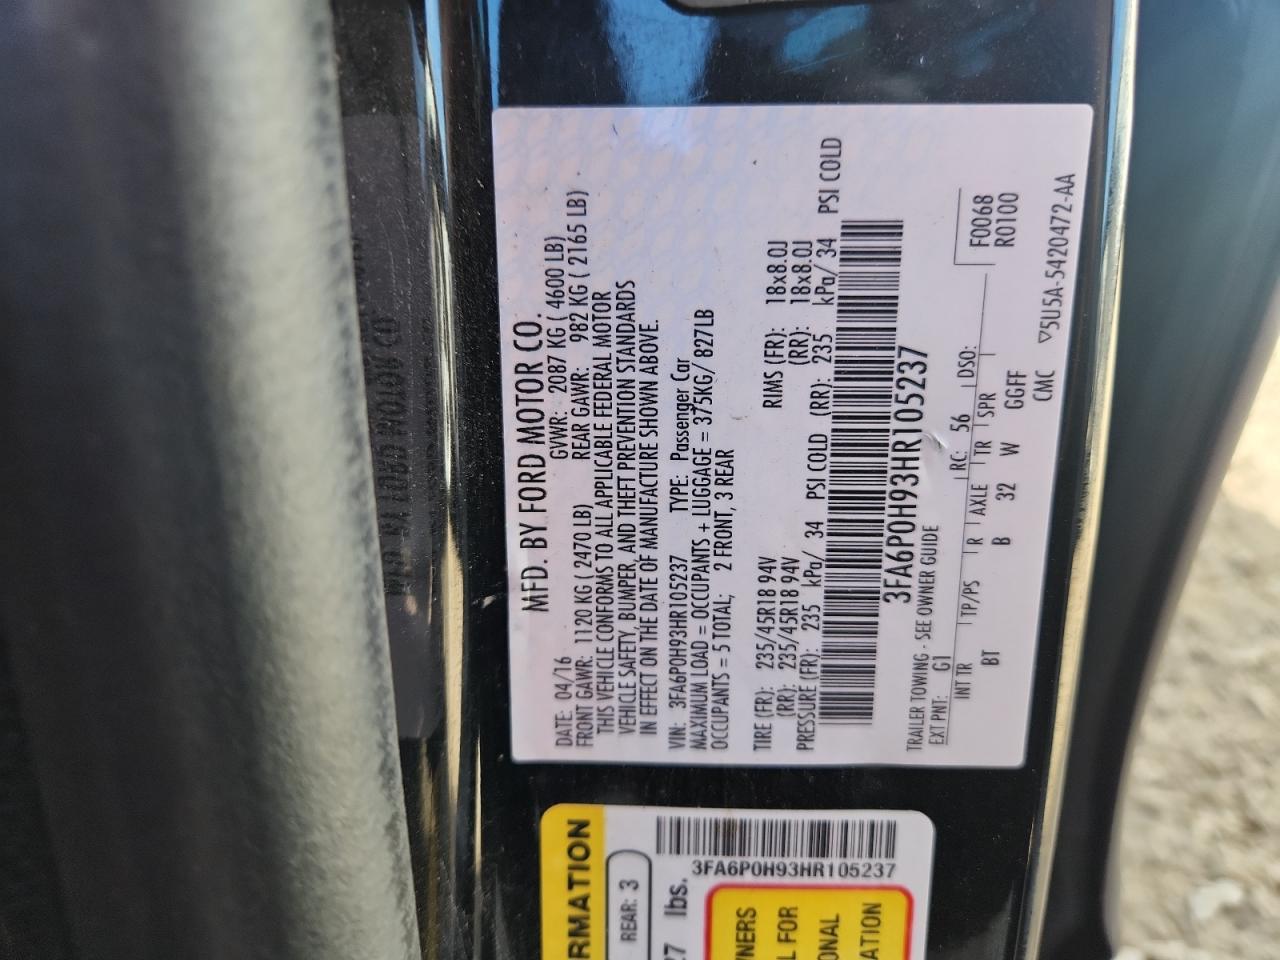 MFD. BY FORD MOTOR CO.
DATE: 04/16 GVWR: 2087 KG ( 4600 LB)
FRONT GAWR: 1120 KG ( 2470 LB) REAR GAWR: 982 KG ( 2165 LB)
THIS VEHICLE CONFORMS TO ALL APPLICABLE FEDERAL MOTOR
VEHICLE SAFETY, BUMPER, AND THEFT PREVENTION STANDARDS
IN EFFECT ON THE DATE OF MANUFACTURE SHOWN ABOVE.
VIN: 3FA6P0H93HR105237 TYPE: Passenger Car
MAXIMUM LOAD = OCCUPANTS + LUGGAGE = 375KG/ 827LB
OCCUPANTS = 5 TOTAL; 2 FRONT, 3 REAR
TIRE (FR): 235/45R18 94V RIMS (FR): 18x8.0J
(RR): 235/45R18 94V (RR): 18x8.0J
PRESSURE (FR): 235 kPa/ 34 PSI COLD (RR): 235 kPa/ 34 PSI COLD
3FA6P0H93HR105237
TRAILER TOWING - SEE OWNER GUIDE
EXT PNT: G1 RC: 56 DSO: F0068
R0100
INT TR TP/PS R AXLE TR SPR
BT B 32 W GGFF
CMC ▽5U5A-5420472-AA
RMATION
REAR: 3
27 lbs.
3FA6P0H93HR105237
WNERS
L FOR
ONAL
ATION